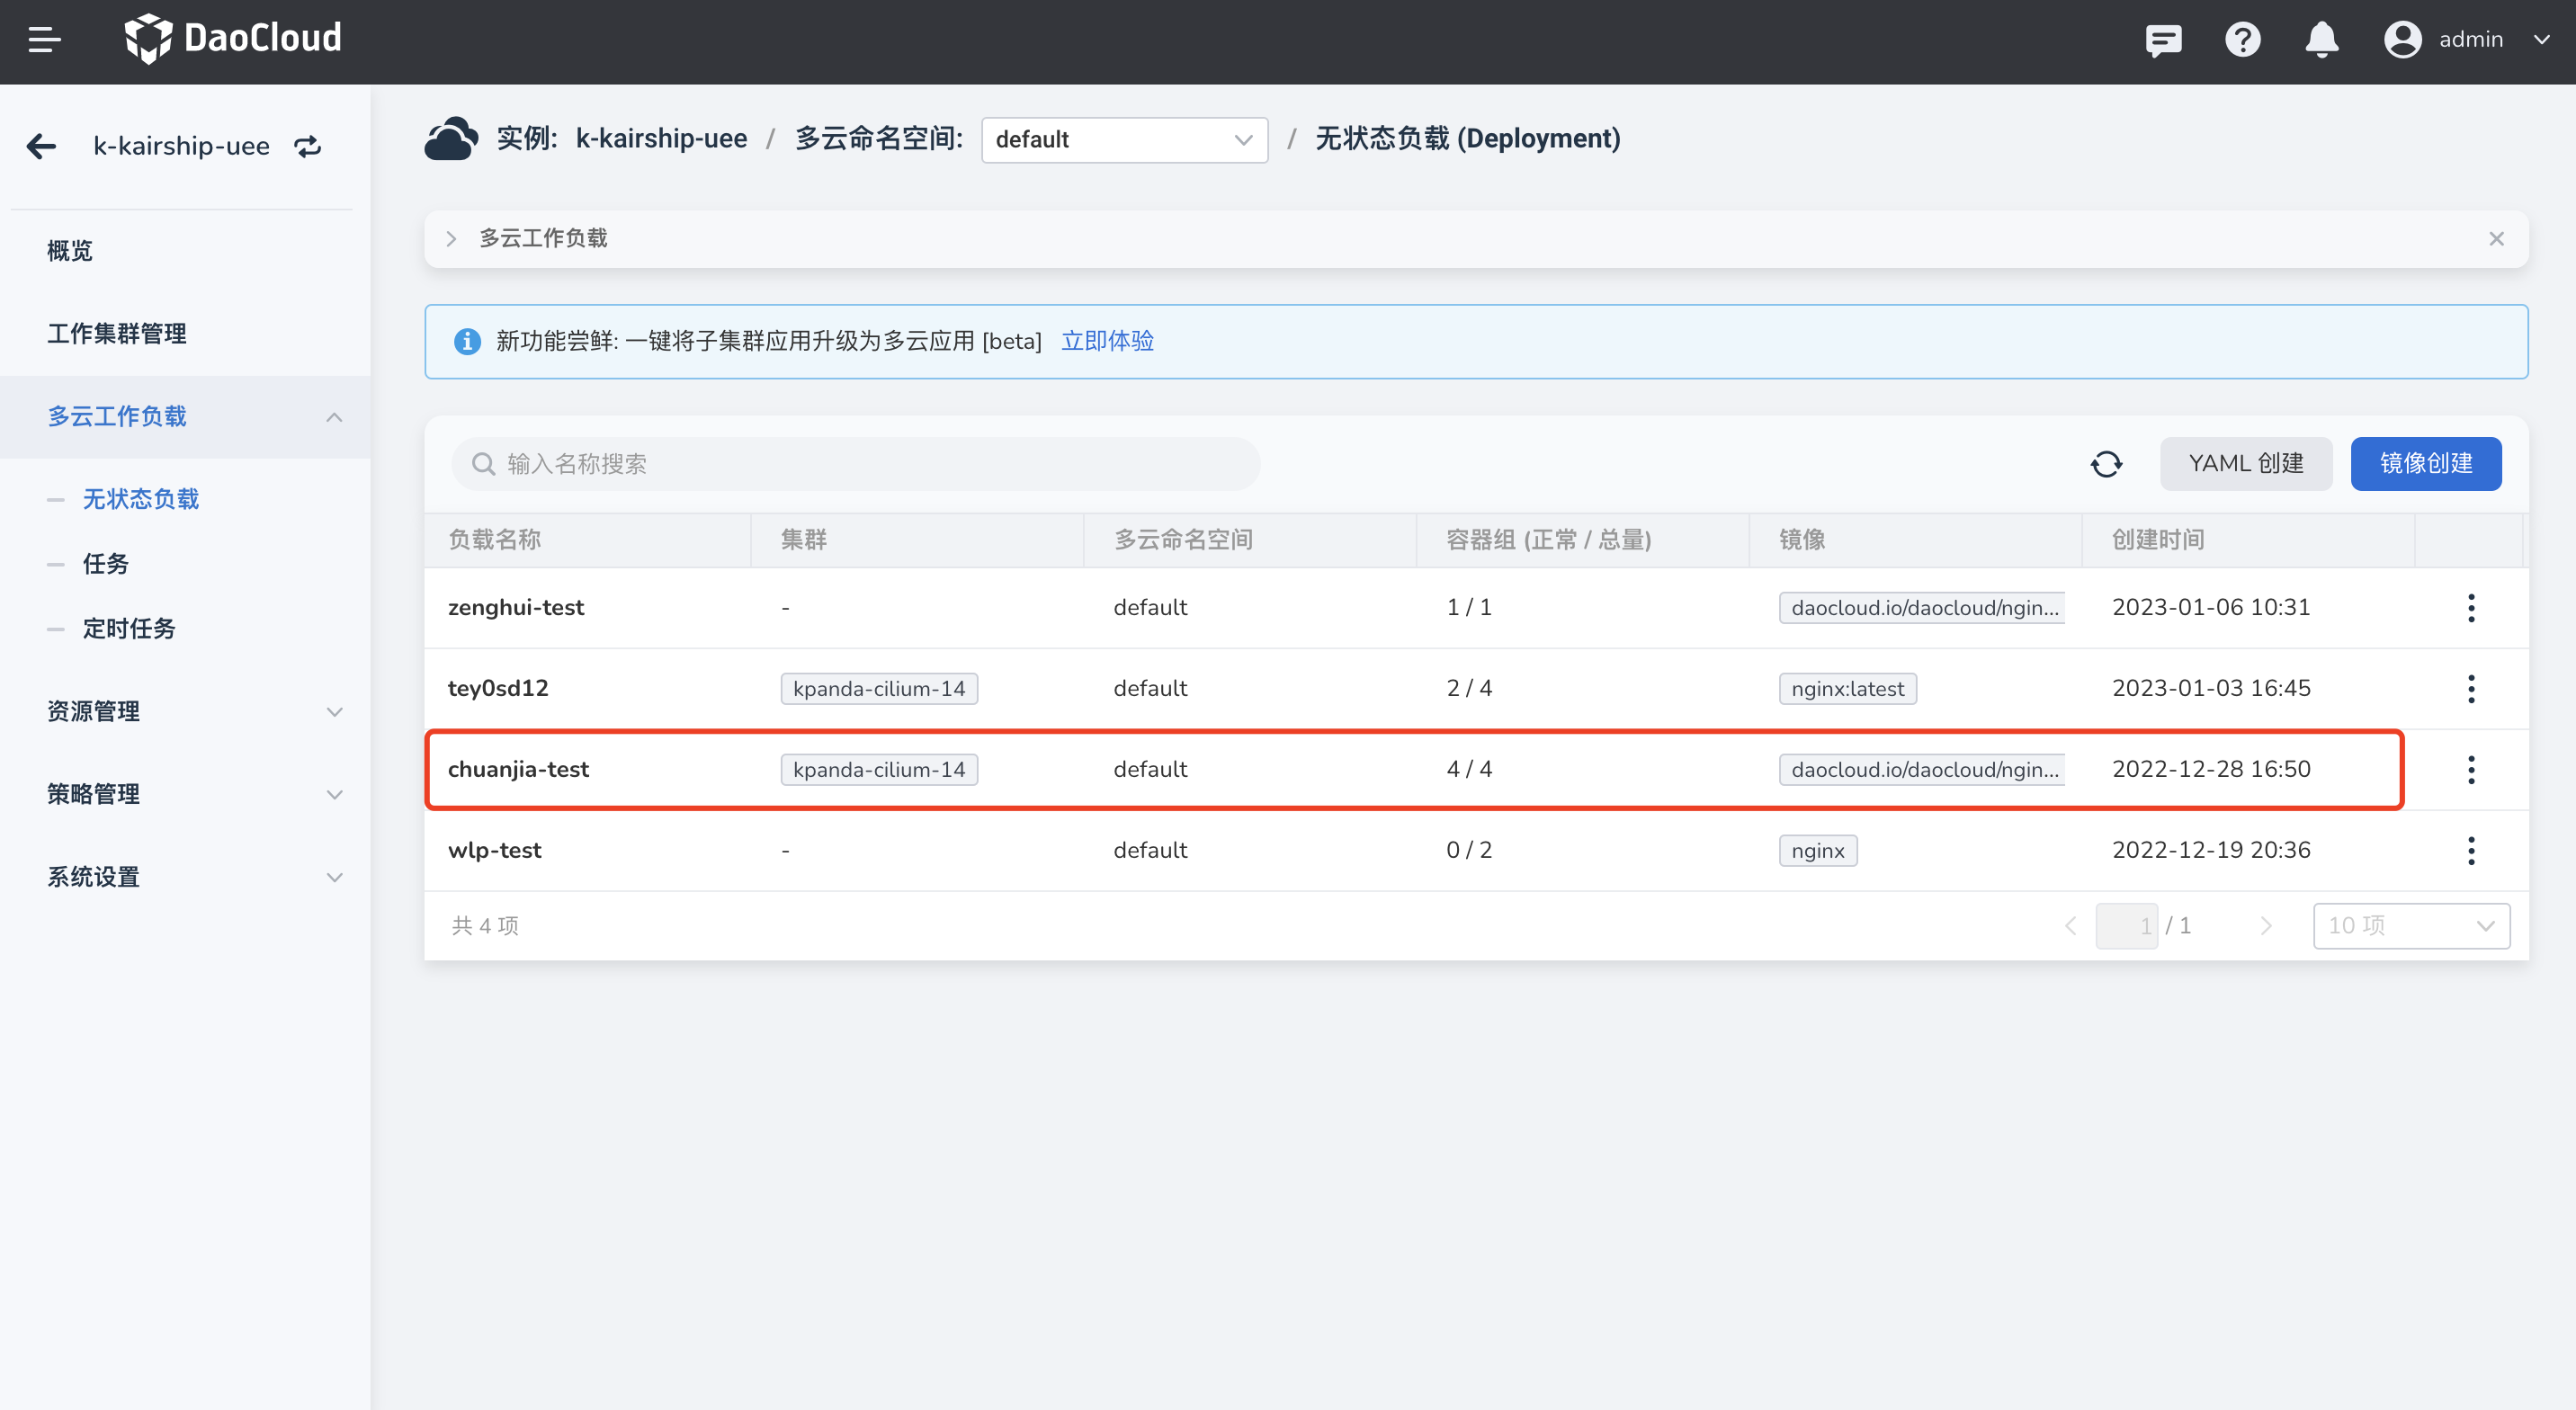 DaoCloud
admin
k-kairship-uee
概览
工作集群管理
多云工作负载
无状态负载
任务
定时任务
资源管理
策略管理
系统设置
实例: k-kairship-uee / 多云命名空间: default / 无状态负载 (Deployment)
多云工作负载
新功能尝鲜: 一键将子集群应用升级为多云应用 [beta] 立即体验
输入名称搜索 YAML 创建 镜像创建
负载名称 集群 多云命名空间 容器组 (正常 / 总量) 镜像 创建时间
zenghui-test - default 1 / 1 daocloud.io/daocloud/ngin... 2023-01-06 10:31
tey0sd12 kpanda-cilium-14 default 2 / 4 nginx:latest 2023-01-03 16:45
chuanjia-test kpanda-cilium-14 default 4 / 4 daocloud.io/daocloud/ngin... 2022-12-28 16:50
wlp-test - default 0 / 2 nginx 2022-12-19 20:36
共 4 项 1 / 1 10 项